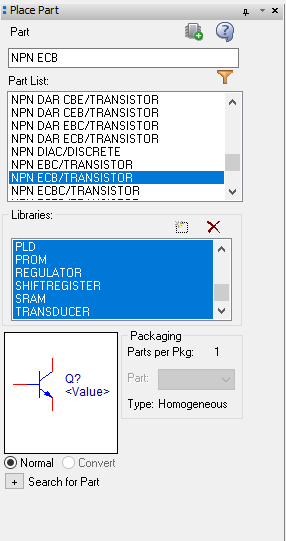 Place Part
Part
NPN ECB
Part List:
NPN DAR CBE/TRANSISTOR
NPN DAR CEB/TRANSISTOR
NPN DAR EBC/TRANSISTOR
NPN DAR ECB/TRANSISTOR
NPN DIAC/DISCRETE
NPN EBC/TRANSISTOR
NPN ECB/TRANSISTOR
NPN ECBC/TRANSISTOR
Libraries:
PLD
PROM
REGULATOR
SHIFTREGISTER
SRAM
TRANSDUCER
Packaging
Parts per Pkg: 1
Part:
Type: Homogeneous
Q?
<Value>
Normal Convert
+ Search for Part